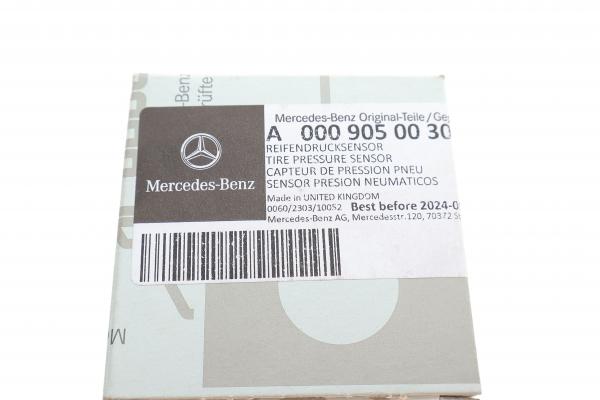 Mercedes-Benz
Mercedes-Benz Original-Teile/Ge
A 000 905 00 30
REIFENDRUCKSENSOR
TIRE PRESSURE SENSOR
CAPTEUR DE PRESSION PNEU
SENSOR PRESION NEUMATICOS
Made in UNITED KINGDOM
0060/2303/10052 Best before 2024-0
Mercedes-Benz AG, Mercedesstr.120, 70372 St